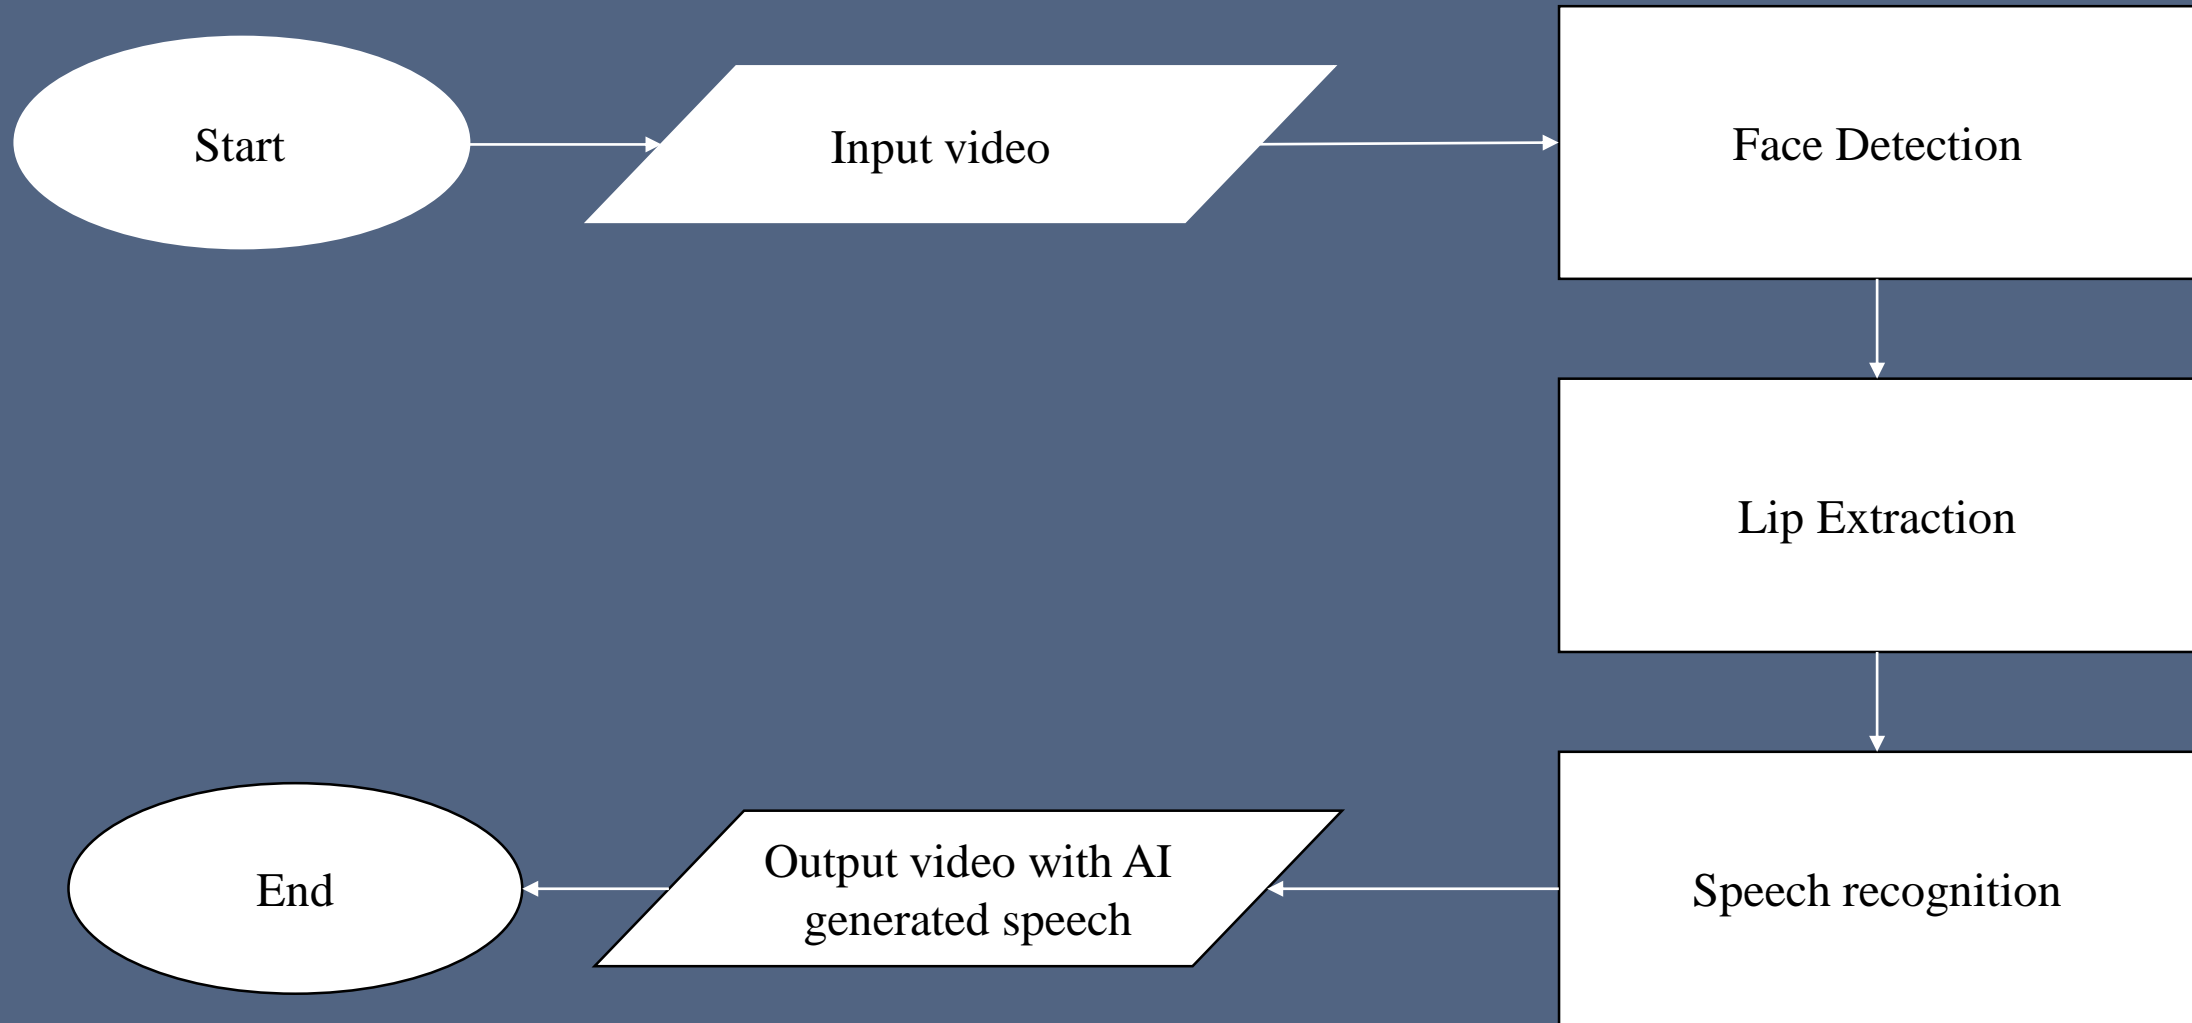 Start
Input video
Face Detection
Lip Extraction
Speech recognition
Output video with AI
generated speech
End